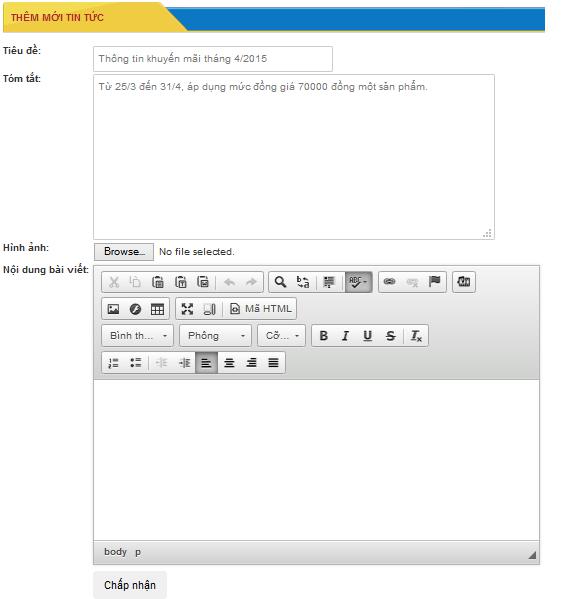 THÊM MỚI TIN TỨC
Tiêu đề:
Thông tin khuyến mãi tháng 4/2015
Tóm tắt:
Từ 25/3 đến 31/4, áp dụng mức đồng giá 70000 đồng một sản phẩm.
Hình ảnh:
Browse... No file selected.
Nội dung bài viết:
ABC
Mã HTML
Bình th... Phông Cỡ... B I U S Ix
body p
Chấp nhận